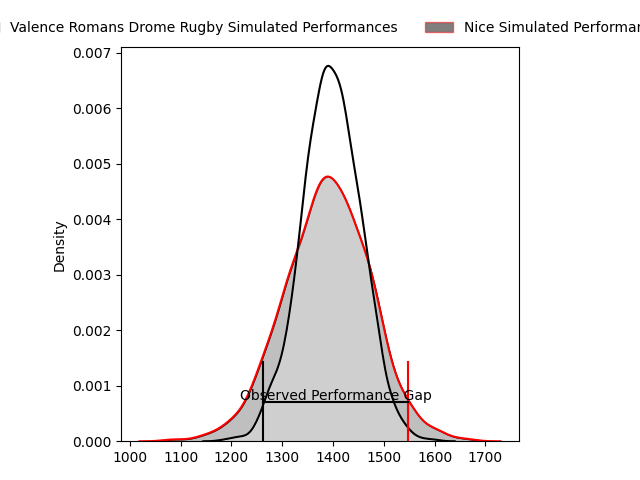 Valence Romans Drome Rugby Simulated Performances
Nice Simulated
0.007
0.006
0.005
0.004
0.003
0.002
0.001
0.000
Density
Observed Performance Gap
1000 1100 1200 1300 1400 1500 1600 1700